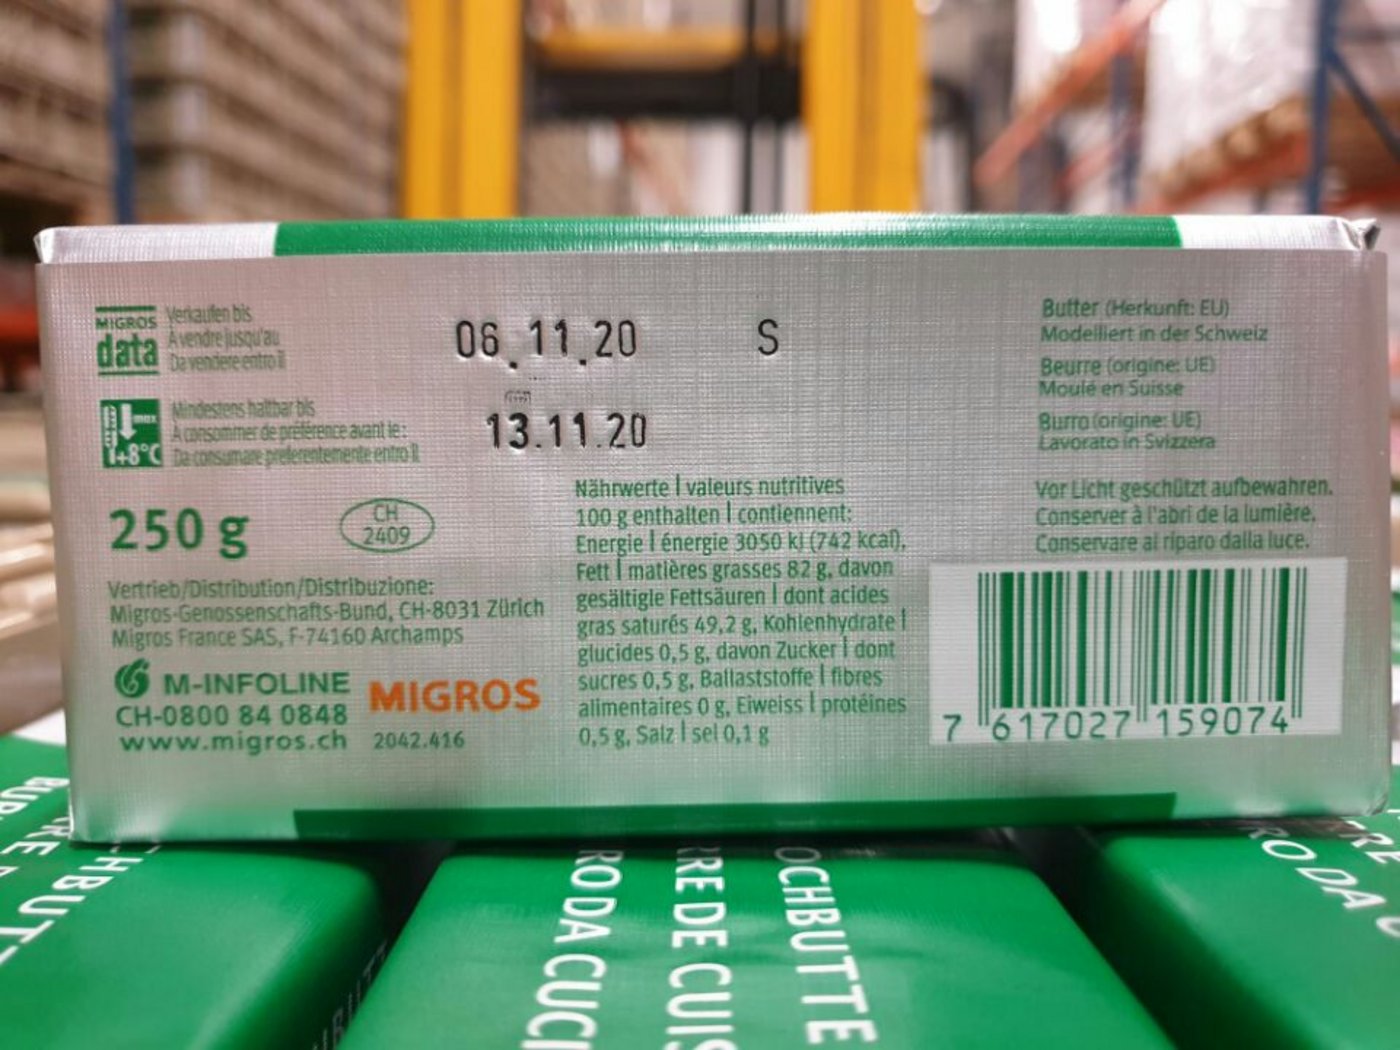 MIGROS
data
Verkaufen bis
A vendre jusqu'au
Da vendere entro il
06.11.20 S
max
+8°C
Mindestens haltbar bis
A consommer de préférence avant le:
Da consumare preferentemente entro il
13.11.20
250 g
CH
2409
Vertrieb/Distribution/Distribuzione:
Migros-Genossenschafts-Bund, CH-8031 Zürich
Migros France SAS, F-74160 Archamps
M-INFOLINE
CH-0800 84 0848
www.migros.ch
MIGROS
2042.416
Nährwerte | valeurs nutritives
100 g enthalten | contiennent:
Energie | énergie 3050 kJ (742 kcal),
Fett | matières grasses 82 g, davon
gesältigle Fettsäuren | dont acides
gras saturés 49,2 g, Kohlenhydrate |
glucides 0,5 g, davon Zucker | dont
sucres 0,5 g, Ballaststoffe | fibres
alimentaires 0 g, Eiweiss | protéines
0,5 g, Salz | sel 0,1 g
Butter (Herkunft: EU)
Modelliert in der Schweiz
Beurre (origine: UE)
Moulé en Suisse
Burro (origine: UE)
Lavorato in Svizzera
Vor Licht geschützt aufbewahren.
Conserver à l'abri de la lumière.
Conservare al riparo dalla luce.
7 617027 159074
OCHBUTTE
RRE DE CUIS
RO DA CUCI
CHBUTT
RRE
RO DA C